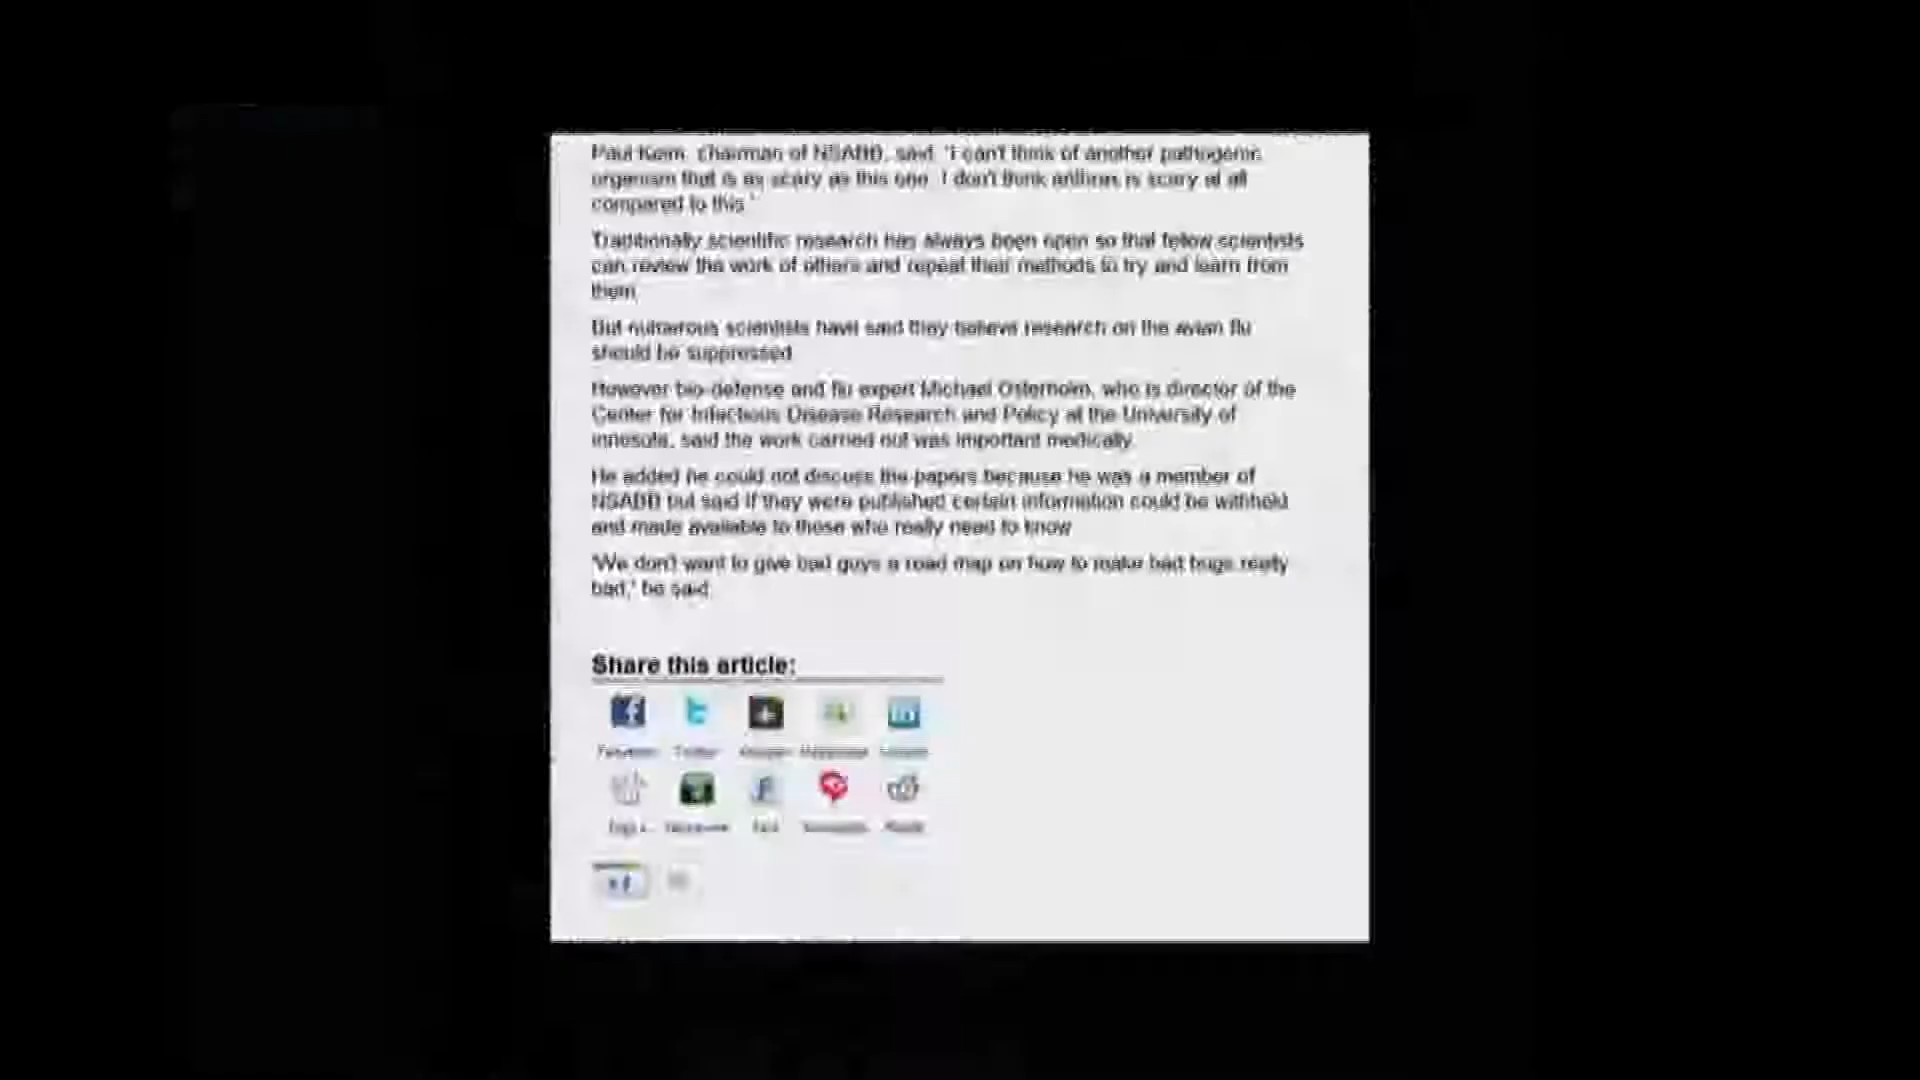 Paul Keim, chairman of NSABB, said: 'I can't think of another pathogenic
organism that is as scary as this one. I don't think anthrax is scary at all
compared to this.'
Traditionally scientific research has always been open so that fellow scientists
can review the work of others and repeat their methods to try and learn from
them.
But numerous scientists have said they believe research on the avian flu
should be suppressed.
However bio-defense and flu expert Michael Osterholm, who is director of the
Center for Infectious Disease Research and Policy at the University of
innesota, said the work carried out was important medically.
He added he could not discuss the papers because he was a member of
NSABB but said if they were published certain information could be withheld
and made available to those who really need to know.
'We don't want to give bad guys a road map on how to make bad bugs really
bad,' he said.
Share this article:
Facebook Twitter
Reddit